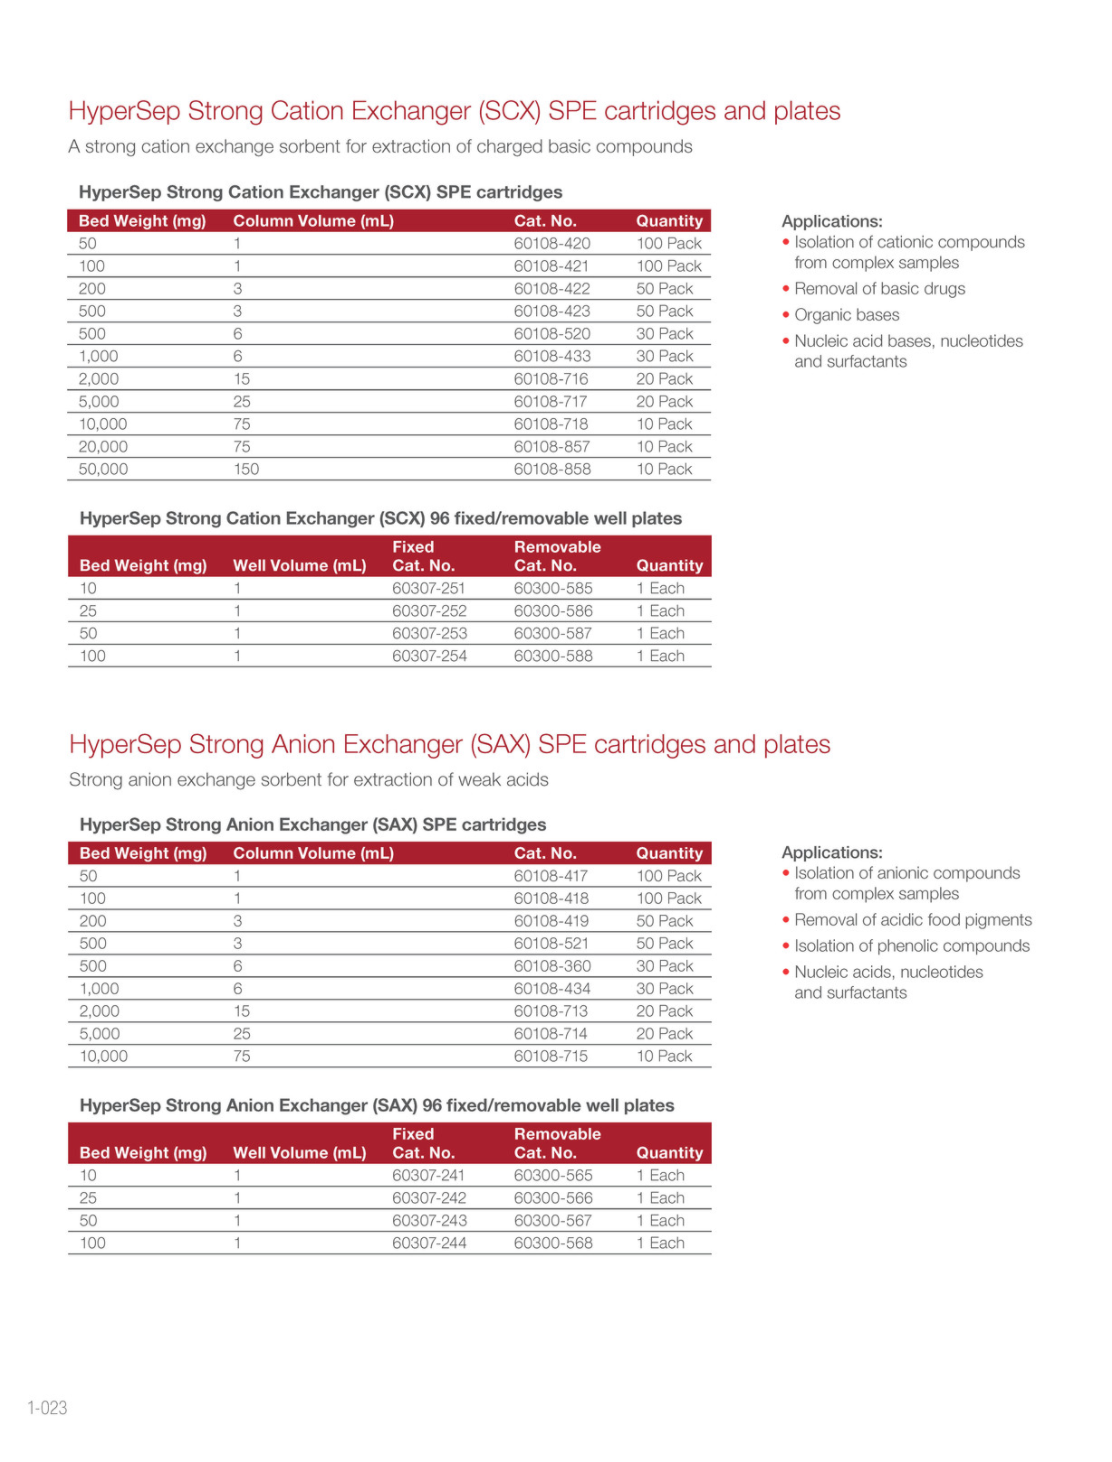 HyperSep Strong Cation Exchanger (SCX) SPE cartridges and plates
A strong cation exchange sorbent for extraction of charged basic compounds
HyperSep Strong Cation Exchanger (SCX) SPE cartridges
Bed Weight (mg) Column Volume (mL) Cat. No. Quantity
50 1 60108-420 100 Pack
100 1 60108-421 100 Pack
200 3 60108-422 50 Pack
500 3 60108-423 50 Pack
500 6 60108-520 30 Pack
1,000 6 60108-433 30 Pack
2,000 15 60108-716 20 Pack
5,000 25 60108-717 20 Pack
10,000 75 60108-718 10 Pack
20,000 75 60108-857 10 Pack
50,000 150 60108-858 10 Pack
Applications:
• Isolation of cationic compounds
from complex samples
• Removal of basic drugs
• Organic bases
• Nucleic acid bases, nucleotides
and surfactants
HyperSep Strong Cation Exchanger (SCX) 96 fixed/removable well plates
Fixed Removable
Bed Weight (mg) Well Volume (mL) Cat. No. Cat. No. Quantity
10 1 60307-251 60300-585 1 Each
25 1 60307-252 60300-586 1 Each
50 1 60307-253 60300-587 1 Each
100 1 60307-254 60300-588 1 Each
HyperSep Strong Anion Exchanger (SAX) SPE cartridges and plates
Strong anion exchange sorbent for extraction of weak acids
HyperSep Strong Anion Exchanger (SAX) SPE cartridges
Bed Weight (mg) Column Volume (mL) Cat. No. Quantity
50 1 60108-417 100 Pack
100 1 60108-418 100 Pack
200 3 60108-419 50 Pack
500 3 60108-521 50 Pack
500 6 60108-360 30 Pack
1,000 6 60108-434 30 Pack
2,000 15 60108-713 20 Pack
5,000 25 60108-714 20 Pack
10,000 75 60108-715 10 Pack
Applications:
• Isolation of anionic compounds
from complex samples
• Removal of acidic food pigments
• Isolation of phenolic compounds
• Nucleic acids, nucleotides
and surfactants
HyperSep Strong Anion Exchanger (SAX) 96 fixed/removable well plates
Fixed Removable
Bed Weight (mg) Well Volume (mL) Cat. No. Cat. No. Quantity
10 1 60307-241 60300-565 1 Each
25 1 60307-242 60300-566 1 Each
50 1 60307-243 60300-567 1 Each
100 1 60307-244 60300-568 1 Each
1-023